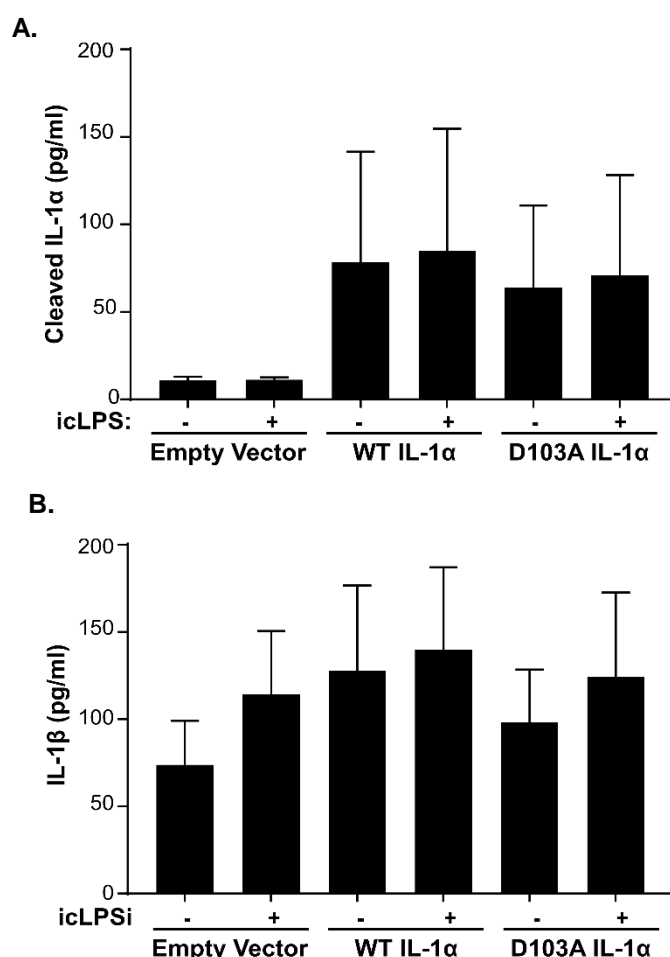 A.
Cleaved IL-1α (pg/ml)
200
150
100
50
0
icLPS: - + - + - +
Empty Vector WT IL-1α D103A IL-1α
B.
IL-1β (pg/ml)
200
150
100
50
0
icLPSi - + - + - +
Empty Vector WT IL-1α D103A IL-1α